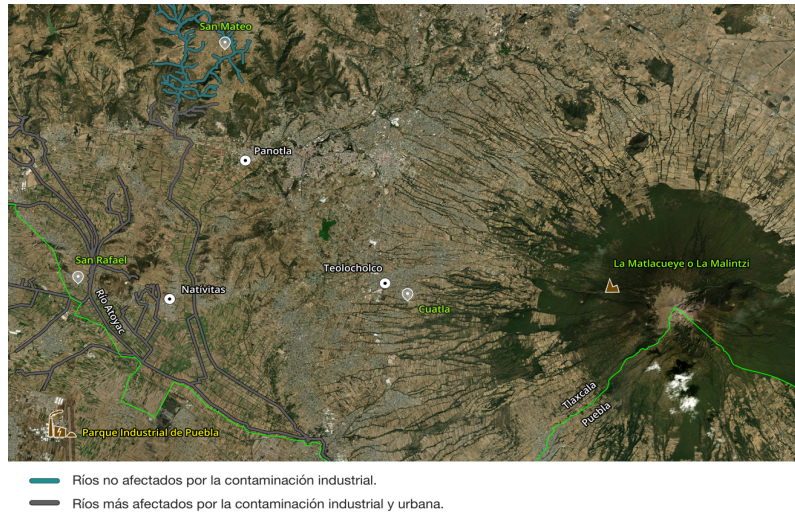 San Mateo
Panotla
San Rafael
Teolocholco
La Matlacueye o La Malintzi
Natívitas
Río Atoyac
Cuatla
Tlaxcala
Puebla
Parque Industrial de Puebla
Ríos no afectados por la contaminación industrial.
Ríos más afectados por la contaminación industrial y urbana.